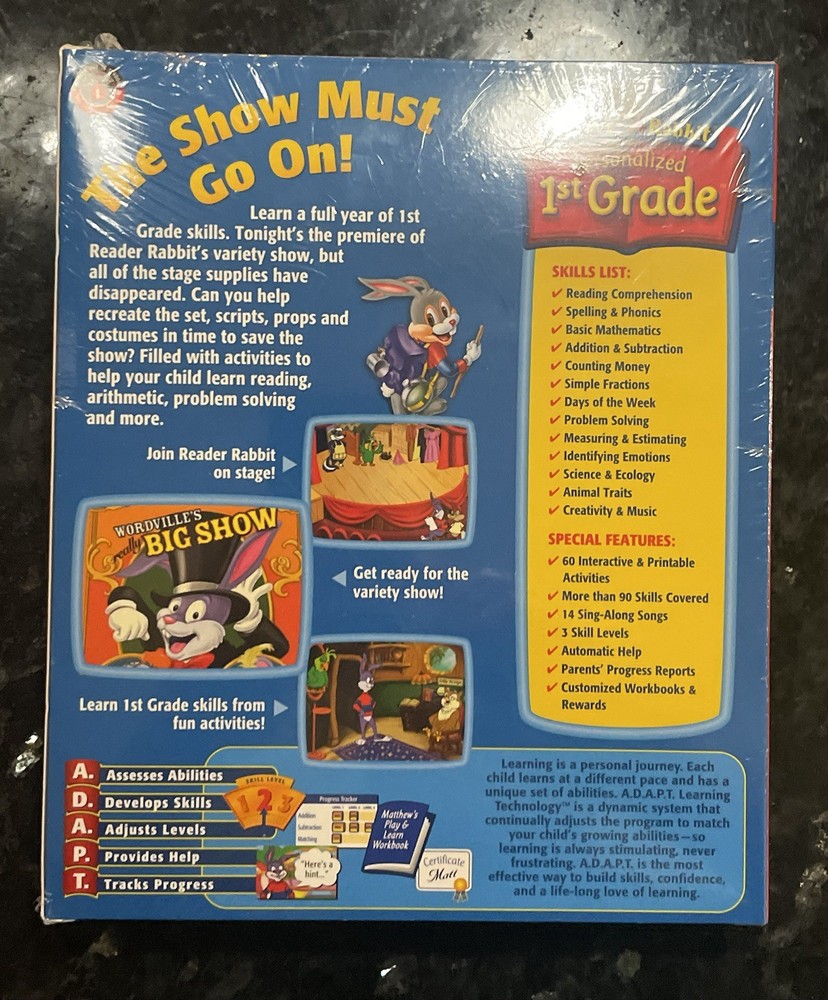 The Show Must
Go On!
Learn a full year of 1st
Grade skills. Tonight's the premiere of
Reader Rabbit's variety show, but
all of the stage supplies have
disappeared. Can you help
recreate the set, scripts, props and
costumes in time to save the
show? Filled with activities to
help your child learn reading,
arithmetic, problem solving
and more.
Join Reader Rabbit
on stage!
WORDVILLE'S
really BIG SHOW
Get ready for the
variety show!
Learn 1st Grade skills from
fun activities!
1st Grade
SKILLS LIST:
✓ Reading Comprehension
✓ Spelling & Phonics
✓ Basic Mathematics
✓ Addition & Subtraction
✓ Counting Money
✓ Simple Fractions
✓ Days of the Week
✓ Problem Solving
✓ Measuring & Estimating
✓ Identifying Emotions
✓ Science & Ecology
✓ Animal Traits
✓ Creativity & Music
SPECIAL FEATURES:
✓ 60 Interactive & Printable
Activities
✓ More than 90 Skills Covered
✓ 14 Sing-Along Songs
✓ 3 Skill Levels
✓ Automatic Help
✓ Parents' Progress Reports
✓ Customized Workbooks &
Rewards
A. Assesses Abilities
D. Develops Skills
A. Adjusts Levels
P. Provides Help
T. Tracks Progress
SKILL LEVEL
1 2 3
Progress Tracker
Addition
Subtraction
Matching
"Here's a
hint..."
Matthew's
Play &
Learn
Workbook
Certificate
Matt
Learning is a personal journey. Each
child learns at a different pace and has a
unique set of abilities. A.D.A.P.T. Learning
Technology™ is a dynamic system that
continually adjusts the program to match
your child's growing abilities—so
learning is always stimulating, never
frustrating. A.D.A.P.T. is the most
effective way to build skills, confidence,
and a life-long love of learning.